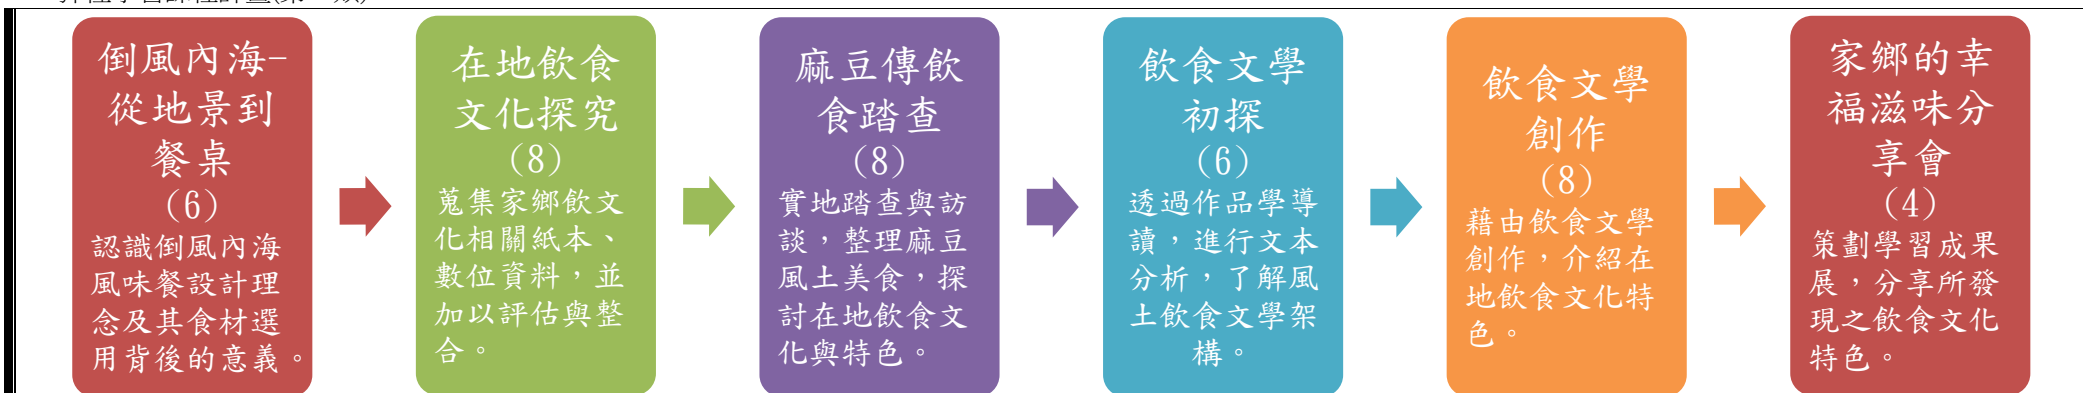 倒風內海-
從地景到
餐桌
(6)
認識倒風內海
風味餐設計理
念及其食材選
用背後的意義。
在地飲食
文化探究
(8)
蒐集家鄉飲文
化相關紙本、
數位資料，並
加以評估與整
合。
麻豆傳飲
食踏查
(8)
實地踏查與訪
談，整理麻豆
風土美食，探
討在地飲食文
化與特色。
飲食文學
初探
(6)
透過作品學導
讀，進行文本
分析，了解風
土飲食文學架
構。
飲食文學
創作
(8)
藉由飲食文學
創作，介紹在
地飲食文化特
色。
家鄉的幸
福滋味分
享會
(4)
策劃學習成果
展，分享所發
現之飲食文化
特色。